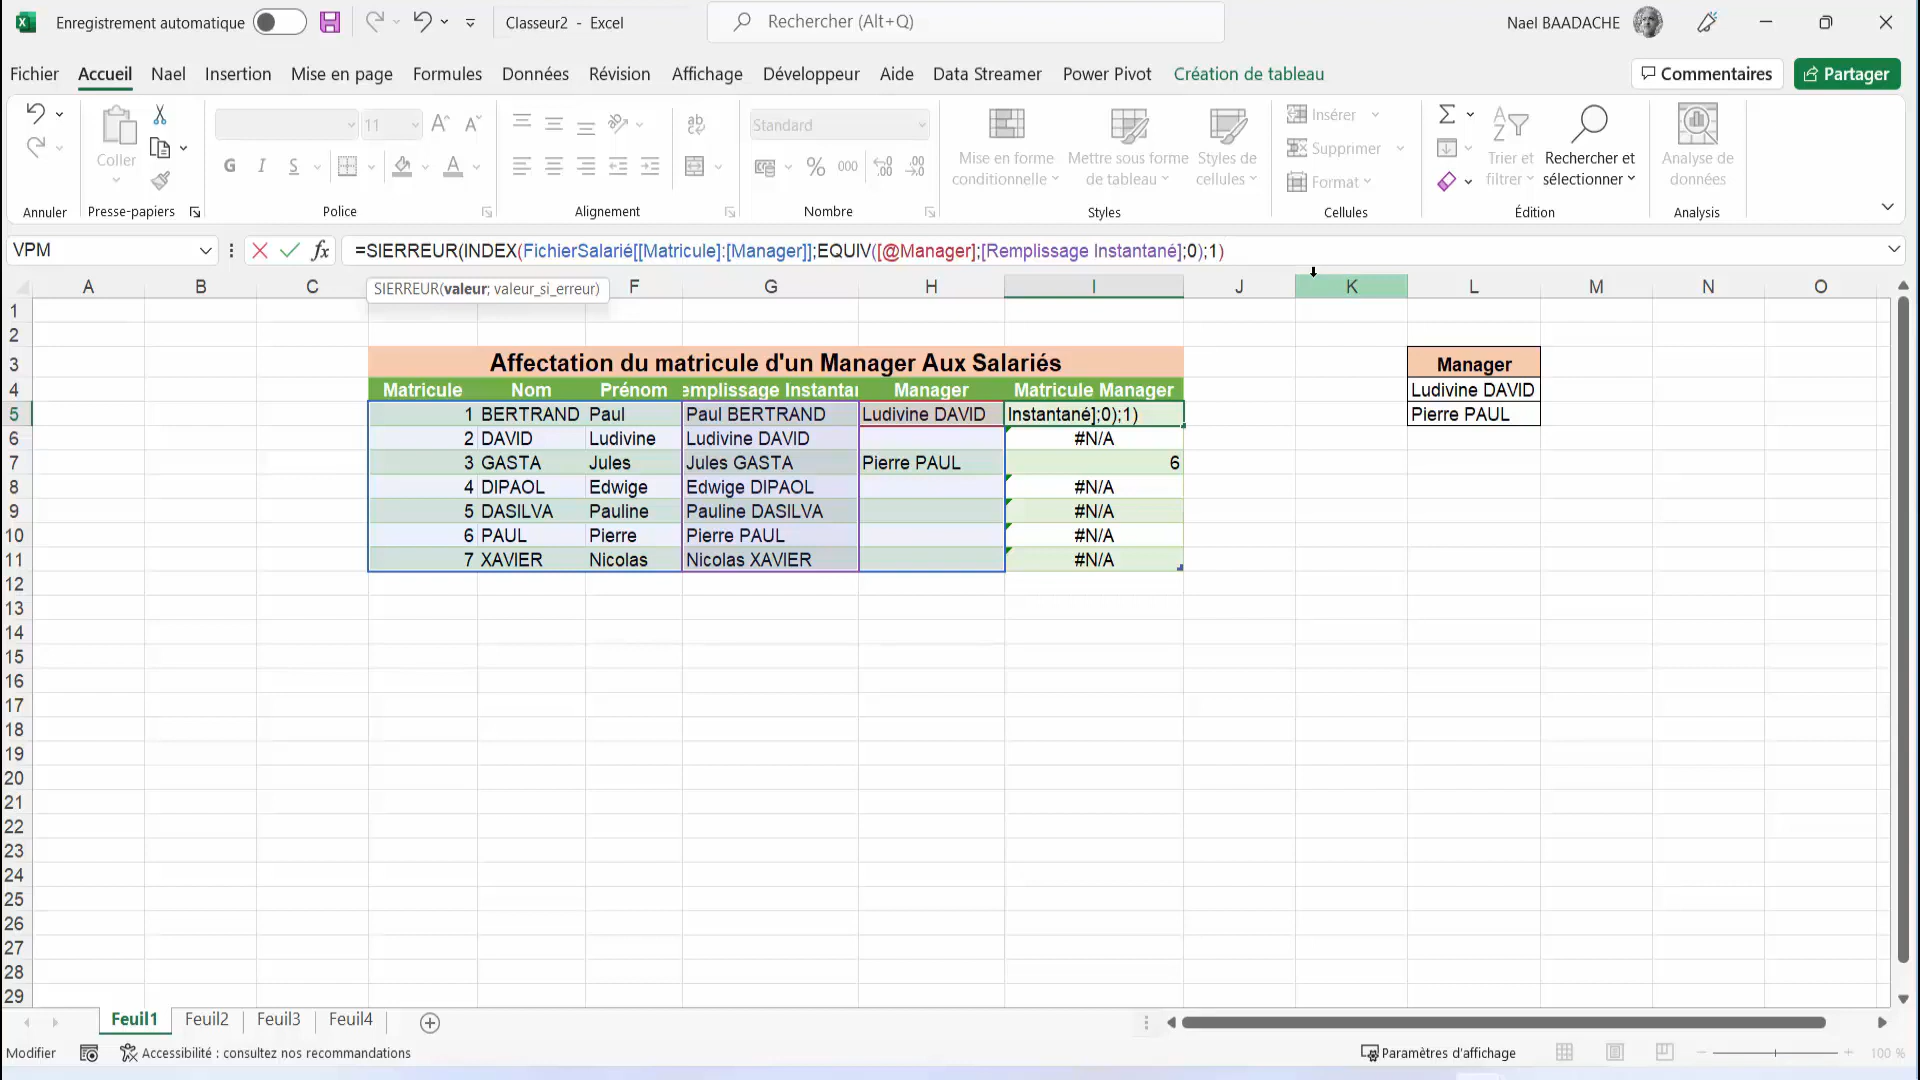 Enregistrement automatique
Classeur2 - Excel
Rechercher (Alt+Q)
Nael BAADACHE
Fichier Accueil Nael Insertion Mise en page Formules Données Révision Affichage Développeur Aide Data Streamer Power Pivot Création de tableau
Commentaires
Partager
Annuler
Coller
Presse-papiers
11
G I S
Police
ab
Alignement
Standard
% 000
Nombre
Mise en forme conditionnelle
Mettre sous forme de tableau
Styles de cellules
Styles
Insérer
Supprimer
Format
Cellules
Trier et filtrer
Rechercher et sélectionner
Édition
Analyse de données
Analysis
VPM
fx
=SIERREUR(INDEX(FichierSalarié[[Matricule]:[Manager]];EQUIV([@Manager];[Remplissage Instantané];0);1)
SIERREUR(valeur; valeur_si_erreur)
A B C F G H I J K L M N O
1
2
3 Affectation du matricule d'un Manager Aux Salariés Manager
4 Matricule Nom Prénom emplissage Instantan Manager Matricule Manager Ludivine DAVID
5 1 BERTRAND Paul Paul BERTRAND Ludivine DAVID Instantané];0);1) Pierre PAUL
6 2 DAVID Ludivine Ludivine DAVID #N/A
7 3 GASTA Jules Jules GASTA Pierre PAUL 6
8 4 DIPAOL Edwige Edwige DIPAOL #N/A
9 5 DASILVA Pauline Pauline DASILVA #N/A
10 6 PAUL Pierre Pierre PAUL #N/A
11 7 XAVIER Nicolas Nicolas XAVIER #N/A
12
13
14
15
16
17
18
19
20
21
22
23
24
25
26
27
28
29
Feuil1 Feuil2 Feuil3 Feuil4
Modifier
Accessibilité : consultez nos recommandations
Paramètres d'affichage
100 %